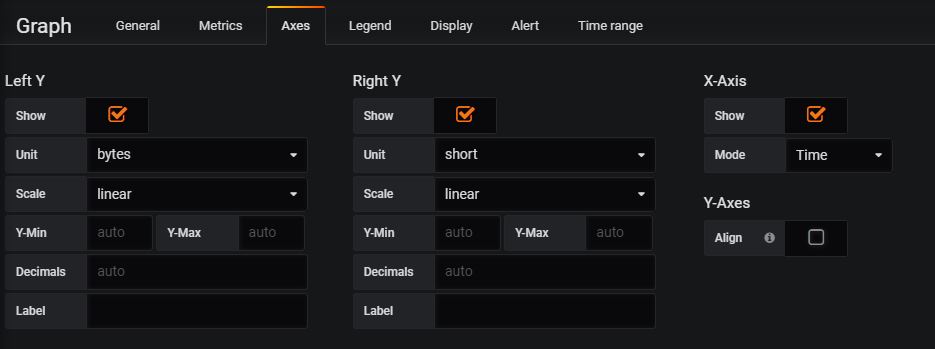 Graph General Metrics Axes Legend Display Alert Time range
Left Y
Show
Unit bytes
Scale linear
Y-Min auto Y-Max auto
Decimals auto
Label
Right Y
Show
Unit short
Scale linear
Y-Min auto Y-Max auto
Decimals auto
Label
X-Axis
Show
Mode Time
Y-Axes
Align